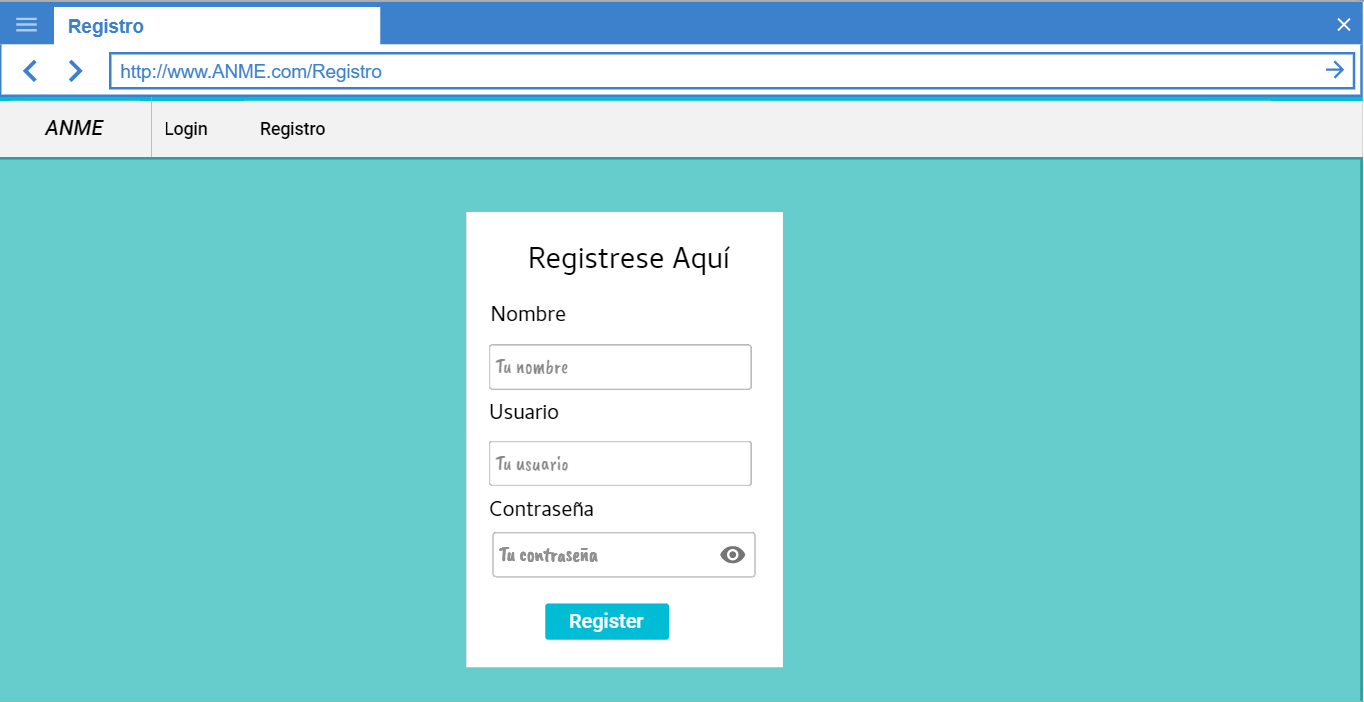 Registro
http://www.ANME.com/Registro
ANME Login Registro
Registrese Aquí
Nombre
Tu nombre
Usuario
Tu usuario
Contraseña
Tu contraseña
Register